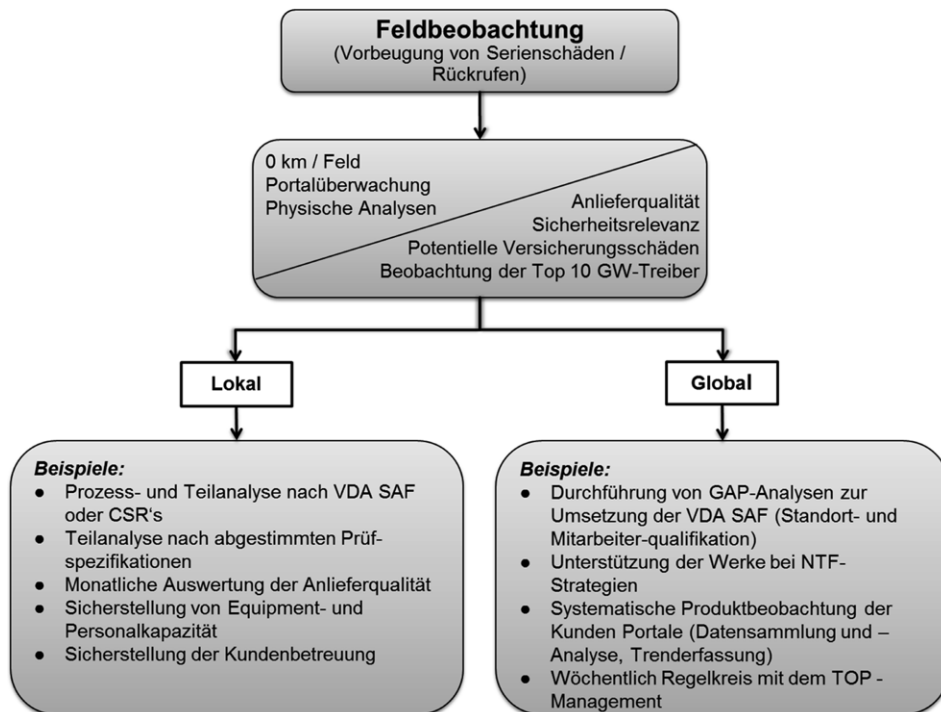 Feldbeobachtung
(Vorbeugung von Serienschäden /
Rückrufen)
0 km / Feld
Portalüberwachung
Physische Analysen
Anlieferqualität
Sicherheitsrelevanz
Potentielle Versicherungsschäden
Beobachtung der Top 10 GW-Treiber
Lokal
Global
Beispiele:
● Prozess- und Teilanalyse nach VDA SAF
oder CSR's
● Teilanalyse nach abgestimmten Prüf-
spezifikationen
● Monatliche Auswertung der Anlieferqualität
● Sicherstellung von Equipment- und
Personalkapazität
● Sicherstellung der Kundenbetreuung
Beispiele:
● Durchführung von GAP-Analysen zur
Umsetzung der VDA SAF (Standort- und
Mitarbeiter-qualifikation)
● Unterstützung der Werke bei NTF-
Strategien
● Systematische Produktbeobachtung der
Kunden Portale (Datensammlung und –
Analyse, Trenderfassung)
● Wöchentlich Regelkreis mit dem TOP -
Management